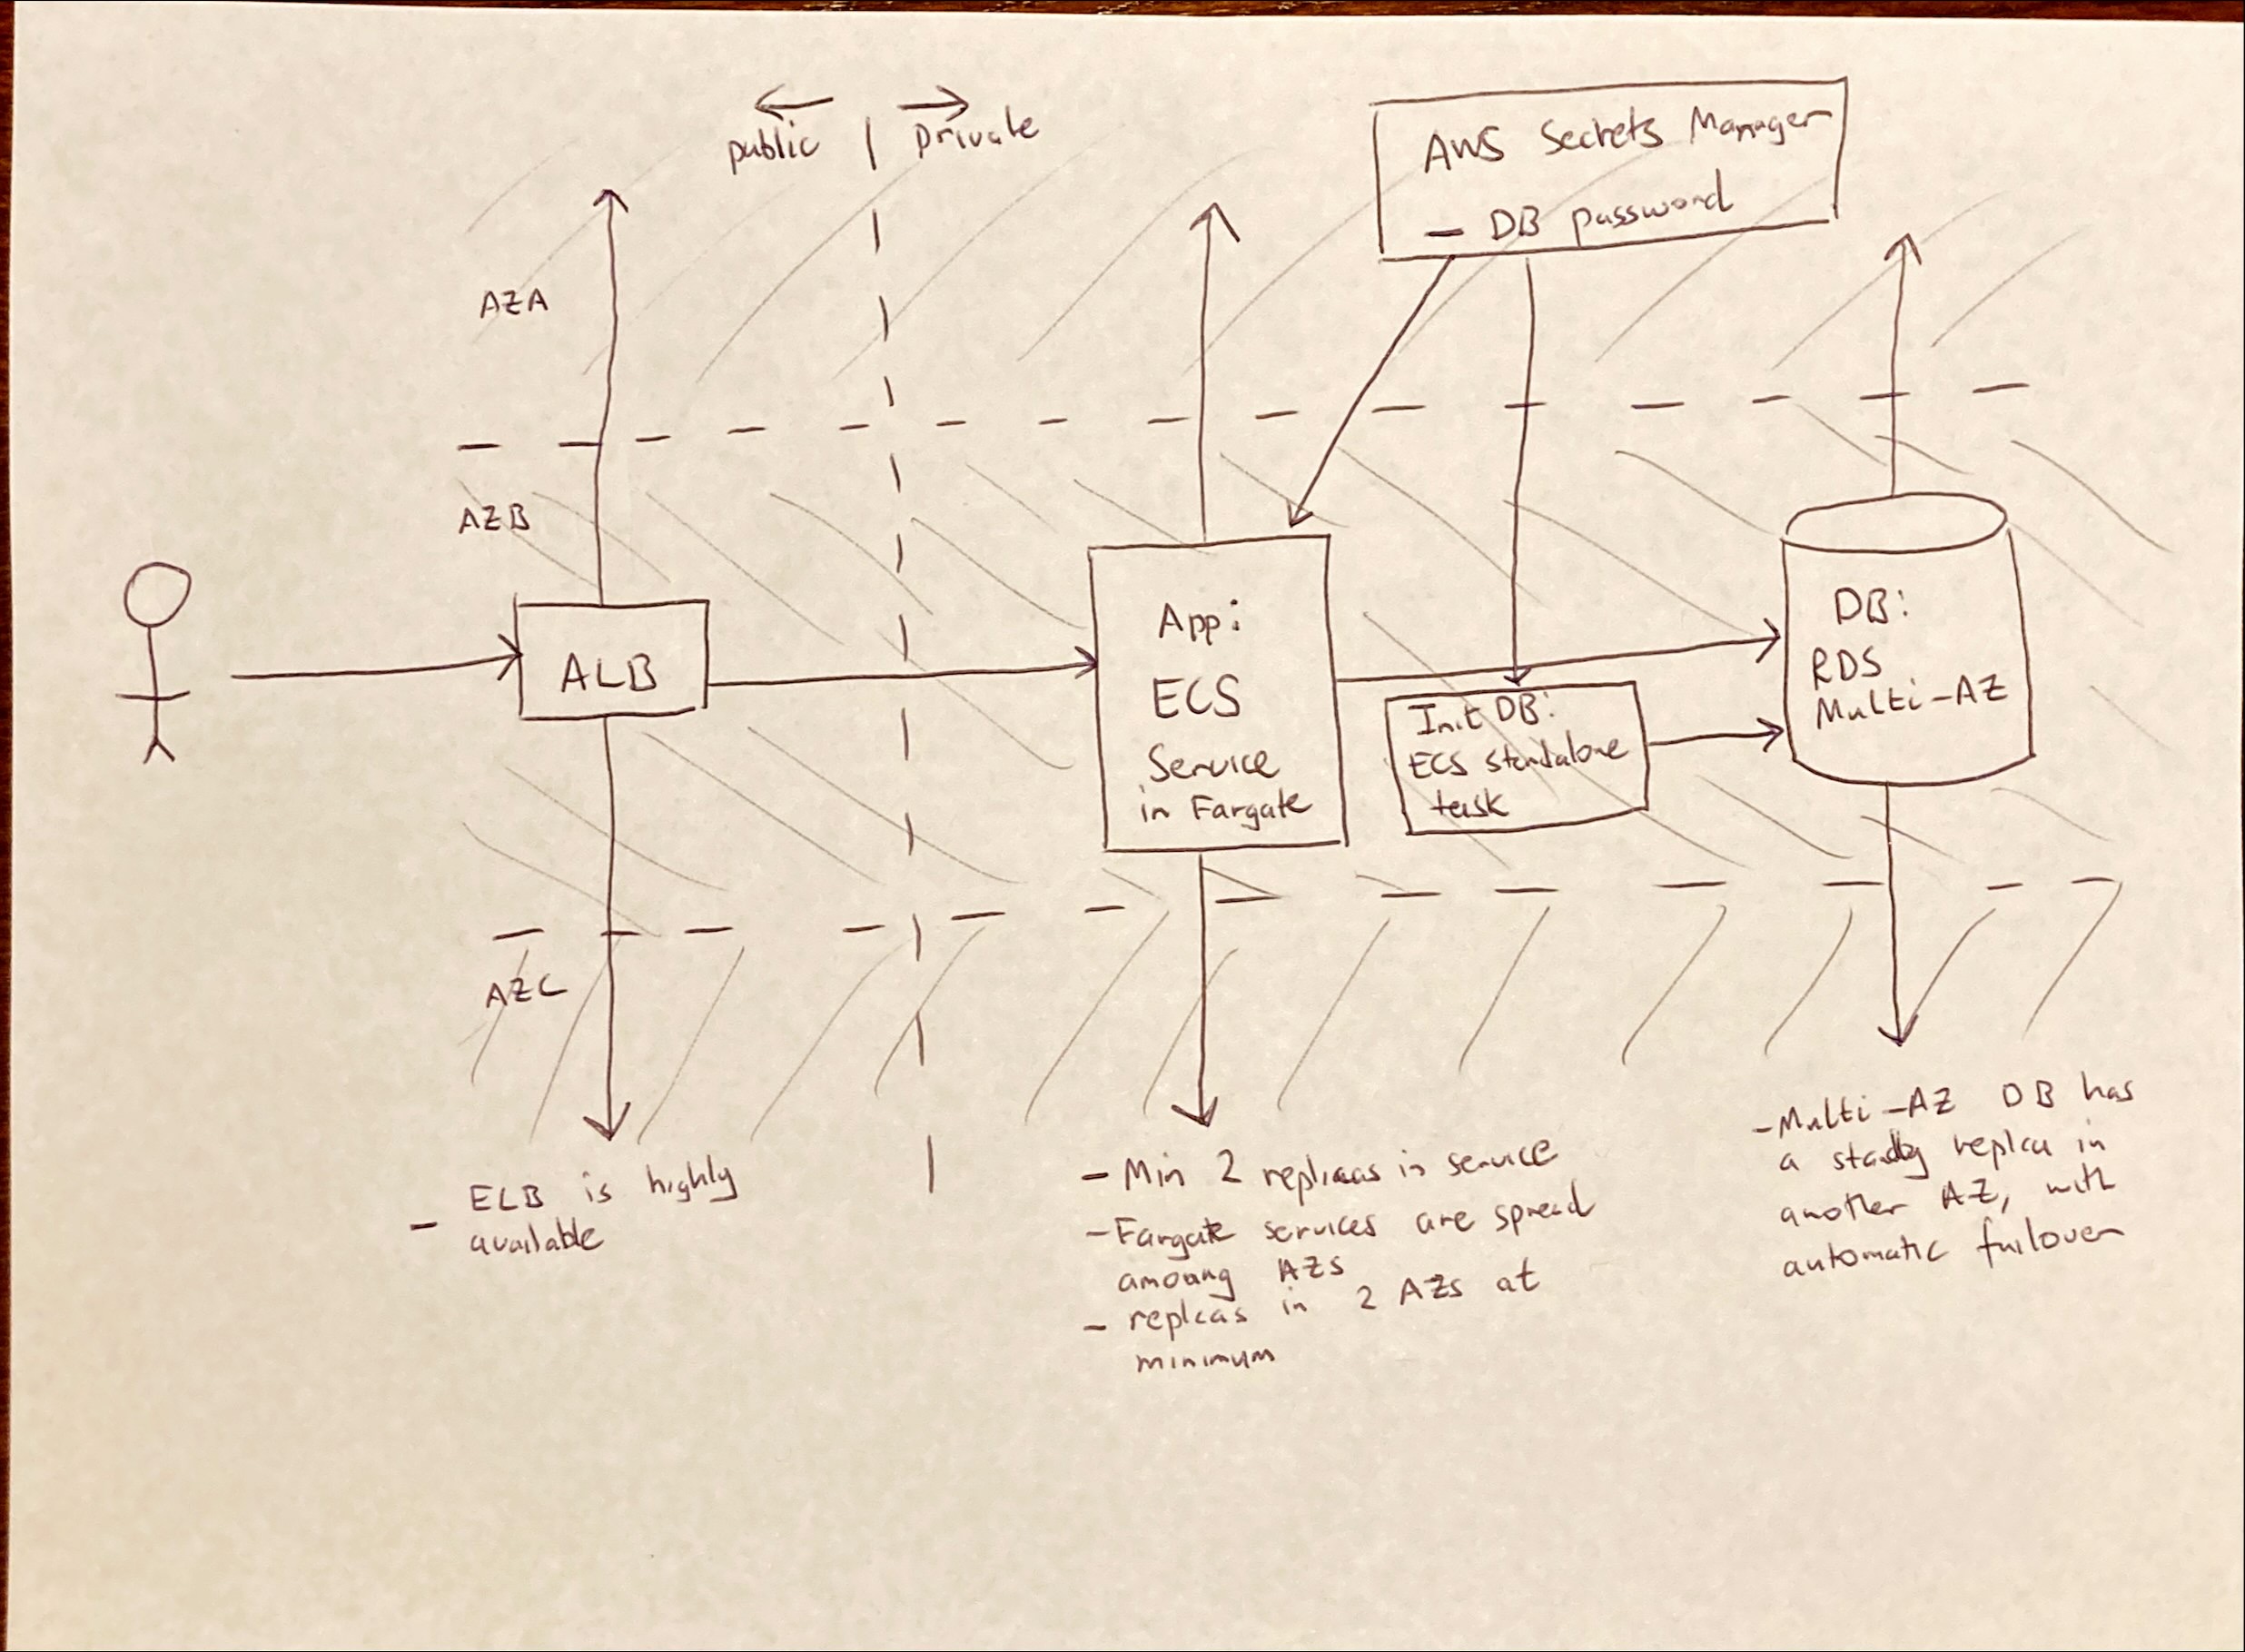 public | private
AWS Secrets Manager
- DB password
AZA
AZB
ALB
App:
ECS
Service
in Fargate
Init DB:
ECS standalone
task
DB:
RDS
Multi-AZ
AZC
- ELB is highly
available
- Min 2 replicas in service
- Fargate services are spread
amoung AZs
- replcas in 2 AZs at
minimum
- Multi-AZ DB has
a standby replca in
another AZ, with
automatic failover